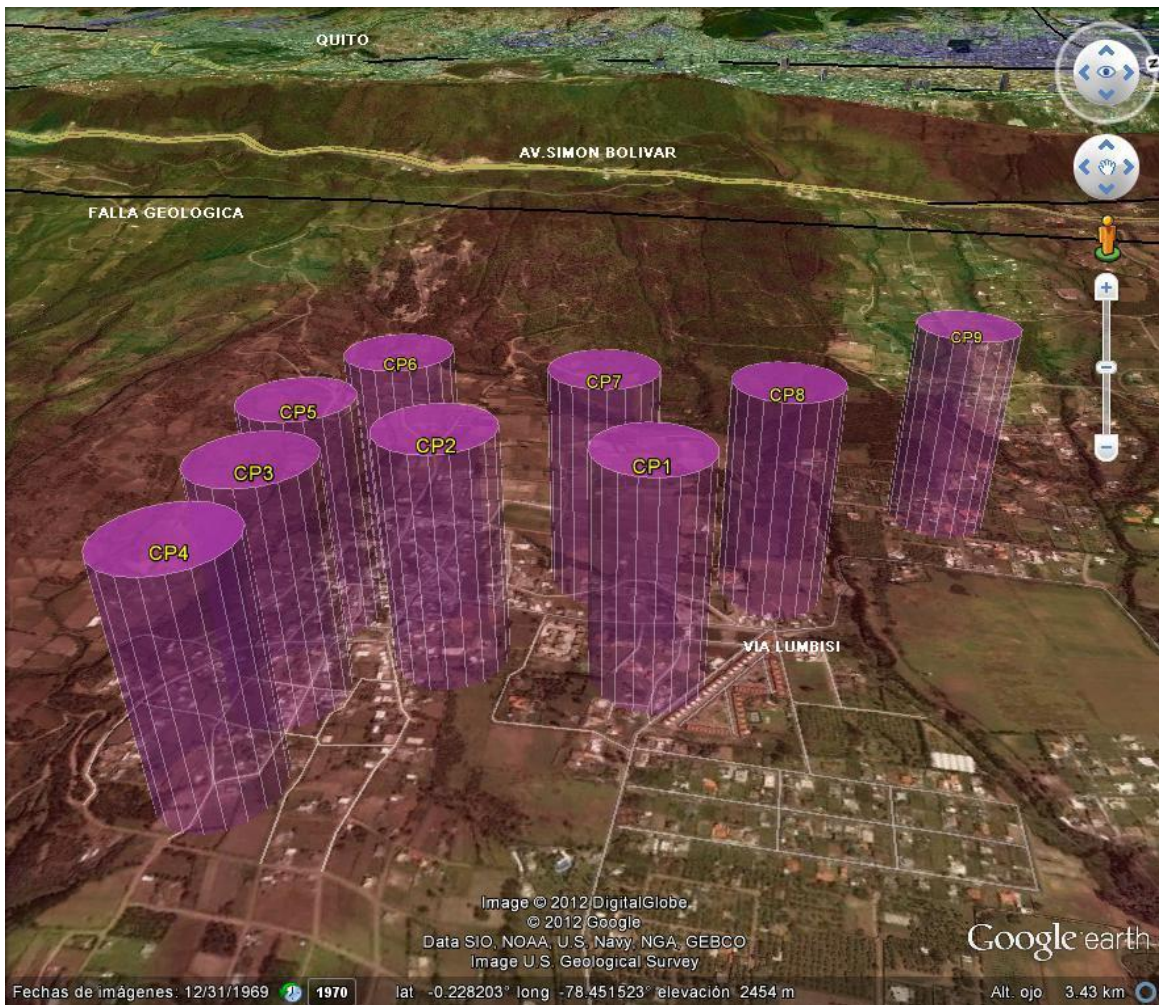 QUITO
Z
AV.SIMON BOLIVAR
FALLA GEOLOGICA
CP9
CP6
CP7
CP8
CP5
CP2
CP1
CP3
CP4
VIA LUMBISI
Image © 2012 DigitalGlobe
© 2012 Google
Data SIO, NOAA, U.S. Navy, NGA, GEBCO
Image U.S. Geological Survey
Google earth
Fechas de imágenes: 12/31/1969 1970 lat -0.228203° long -78.451523° elevación 2454 m Alt. ojo 3.43 km